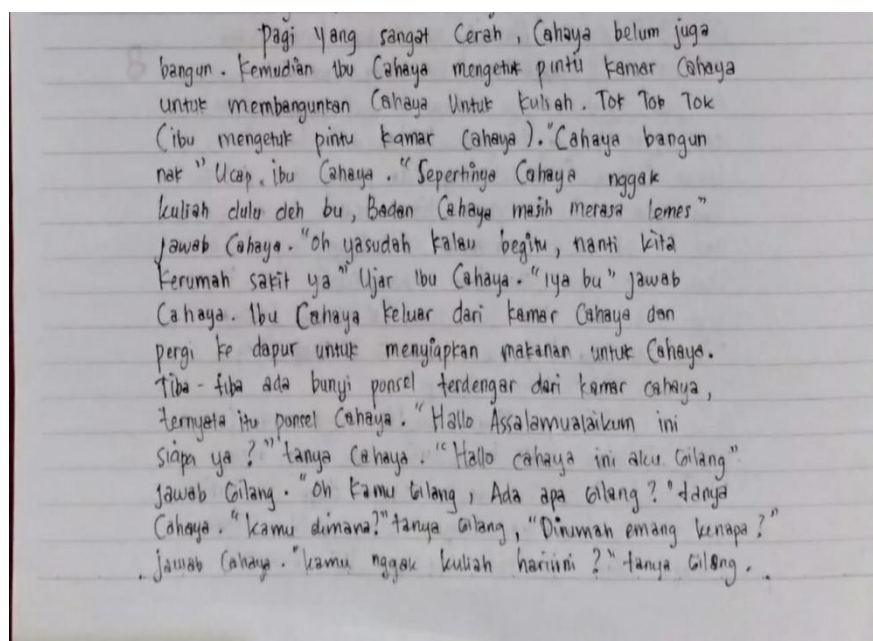 Pagi yang sangat Cerah, Cahaya belum juga
bangun. Kemudian ibu Cahaya mengetuk pintu kamar Cahaya
untuk membangunkan Cahaya Untuk kuliah. Tok Tok Tok
(ibu mengetuk pintu kamar Cahaya). "Cahaya bangun
nak" Ucap. ibu Cahaya. "Sepertinya Cahaya nggak
kuliah dulu deh bu, Badan Cahaya masih merasa lemes"
jawab Cahaya. "Oh yasudah kalau begitu, nanti kita
kerumah sakit ya" Ujar Ibu Cahaya. "iya bu" jawab
Cahaya. Ibu Cahaya keluar dari kamar Cahaya dan
pergi ke dapur untuk menyiapkan makanan untuk Cahaya.
Tiba-tiba ada bunyi ponsel terdengar dari kamar cahaya,
ternyata itu ponsel Cahaya. "Hallo Assalamualaikum ini
siapa ya?" tanya Cahaya. "Hallo cahaya ini aku Gilang"
jawab Gilang. "Oh kamu Gilang, Ada apa Gilang?" tanya
Cahaya. "kamu dimana?" tanya Gilang, "Dirumah emang kenapa?"
jawab Cahaya. "kamu nggak kuliah hariini?" tanya Gilang.